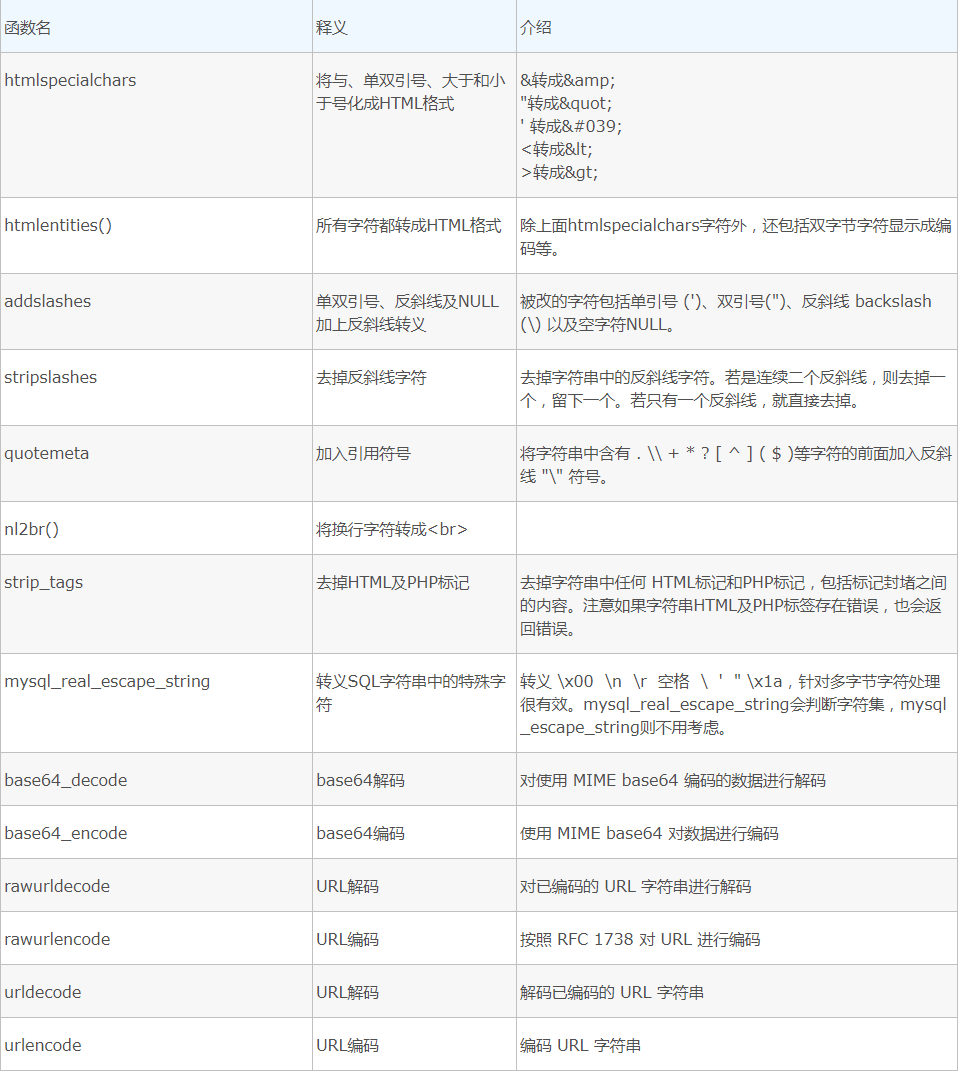 函数名
释义
介绍
htmlspecialchars
将与、单双引号、大于和小
于号化成HTML格式
&转成&amp;
"转成&quot;
' 转成&#039;
<转成&lt;
>转成&gt;
htmlentities()
所有字符都转成HTML格式
除上面htmlspecialchars字符外，还包括双字节字符显示成编
码等。
addslashes
单双引号、反斜线及NULL
加上反斜线转义
被改的字符包括单引号 (')、双引号(")、反斜线 backslash
(\) 以及空字符NULL。
stripslashes
去掉反斜线字符
去掉字符串中的反斜线字符。若是连续二个反斜线，则去掉一
个，留下一个。若只有一个反斜线，就直接去掉。
quotemeta
加入引用符号
将字符串中含有 . \\ + * ? [ ^ ] ( $ )等字符的前面加入反斜
线 "\" 符号。
nl2br()
将换行字符转成<br>
strip_tags
去掉HTML及PHP标记
去掉字符串中任何 HTML标记和PHP标记，包括标记封堵之间
的内容。注意如果字符串HTML及PHP标签存在错误，也会返
回错误。
mysql_real_escape_string
转义SQL字符串中的特殊字
符
转义 \x00 \n \r 空格 \ ' " \x1a，针对多字节字符处理
很有效。mysql_real_escape_string会判断字符集，mysql
_escape_string则不用考虑。
base64_decode
base64解码
对使用 MIME base64 编码的数据进行解码
base64_encode
base64编码
使用 MIME base64 对数据进行编码
rawurldecode
URL解码
对已编码的 URL 字符串进行解码
rawurlencode
URL编码
按照 RFC 1738 对 URL 进行编码
urldecode
URL解码
解码已编码的 URL 字符串
urlencode
URL编码
编码 URL 字符串